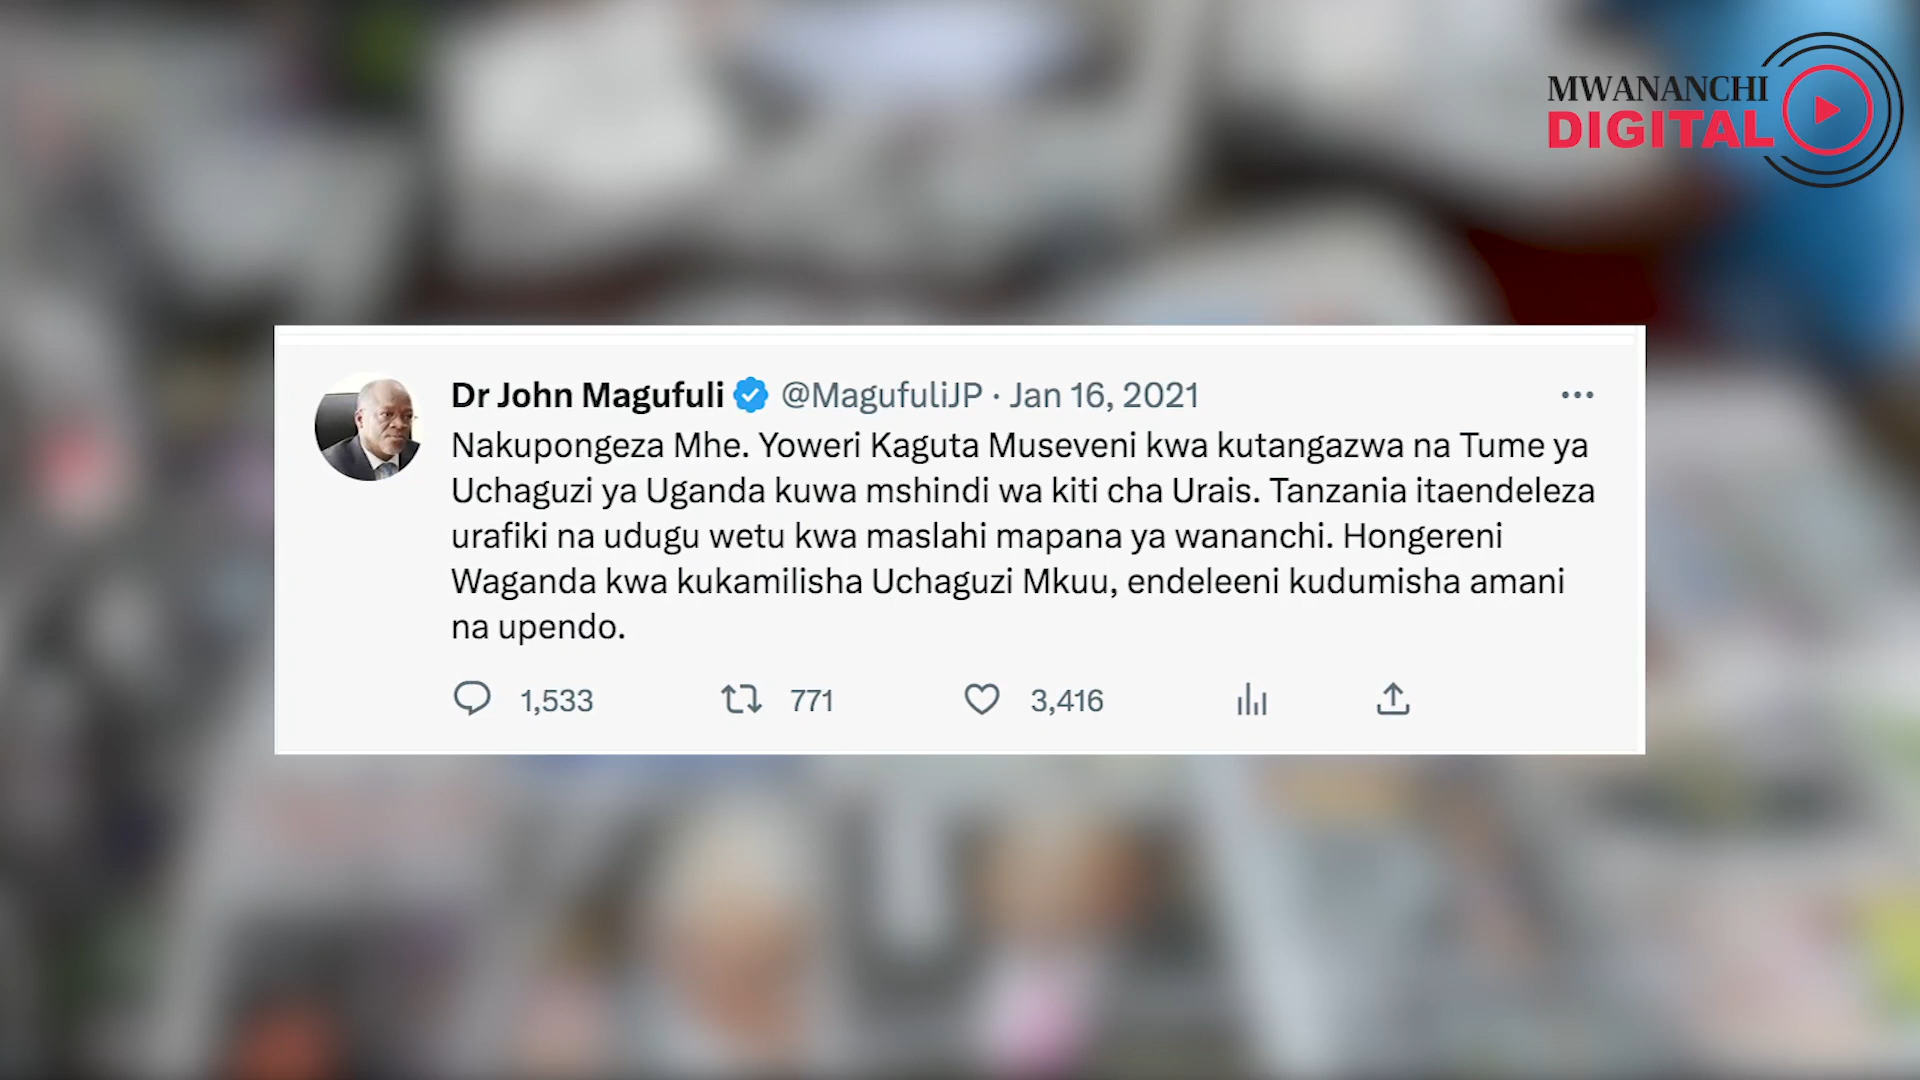 MWANANCHI
DIGITAL
Dr John Magufuli @MagufuliJP · Jan 16, 2021
Nakupongeza Mhe. Yoweri Kaguta Museveni kwa kutangazwa na Tume ya
Uchaguzi ya Uganda kuwa mshindi wa kiti cha Urais. Tanzania itaendeleza
urafiki na udugu wetu kwa maslahi mapana ya wananchi. Hongereni
Waganda kwa kukamilisha Uchaguzi Mkuu, endeleeni kudumisha amani
na upendo.
1,533 771 3,416